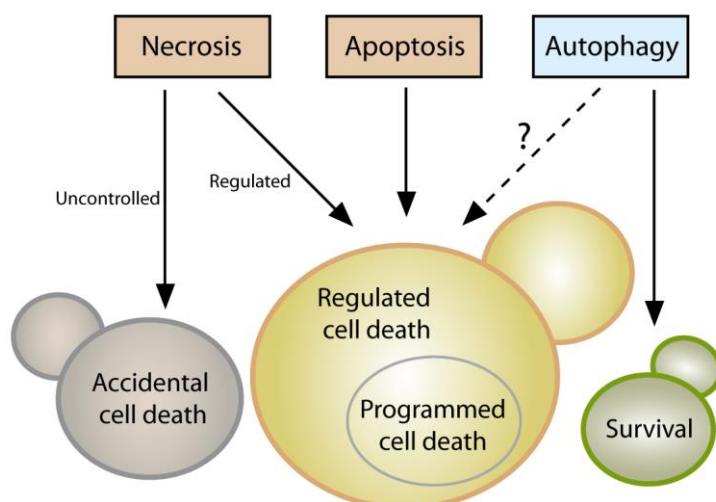 Necrosis
Apoptosis
Autophagy
?
Regulated
Uncontrolled
Regulated
cell death
Accidental
cell death
Programmed
cell death
Survival